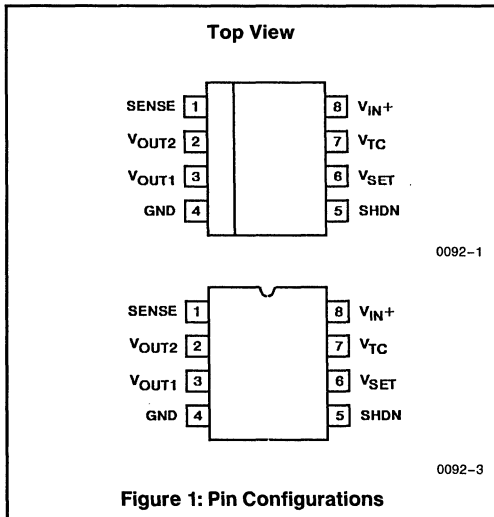 Top View
SENSE 1 8 VIN+
VOUT2 2 7 VTC
VOUT1 3 6 VSET
GND 4 5 SHDN
0092-1
SENSE 1 8 VIN+
VOUT2 2 7 VTC
VOUT1 3 6 VSET
GND 4 5 SHDN
0092-3
Figure 1: Pin Configurations